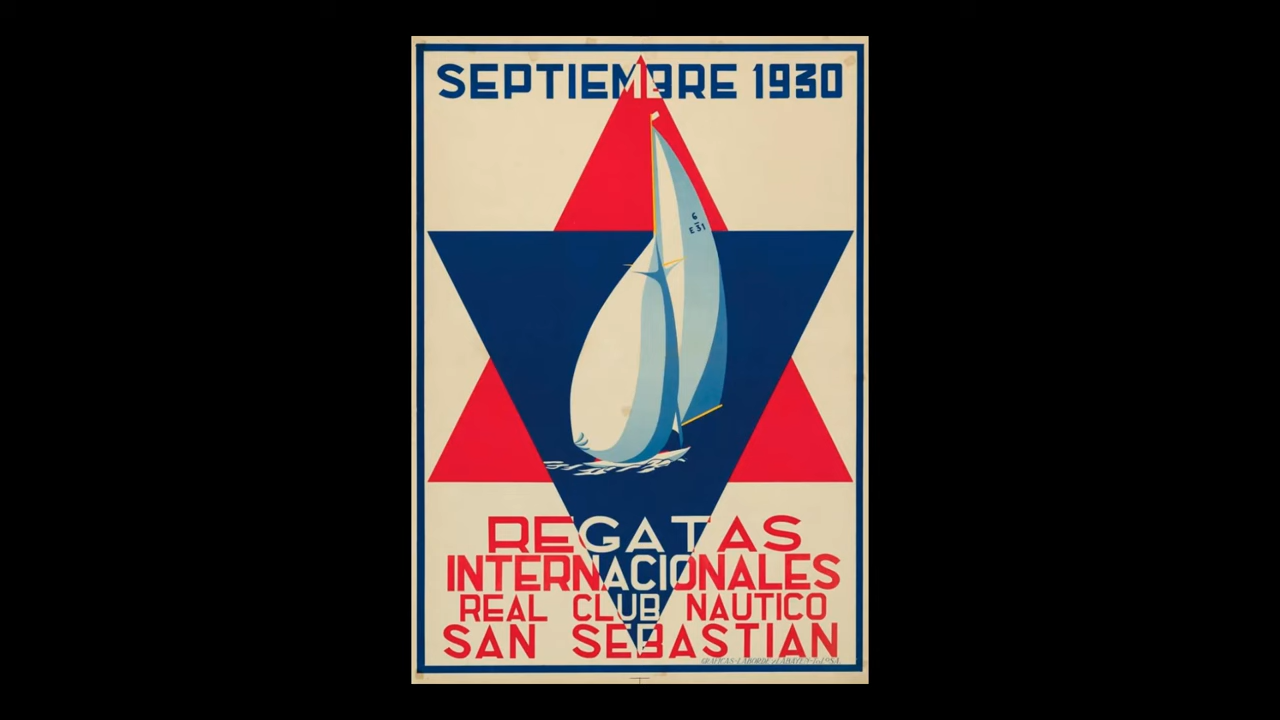 SEPTIEMBRE 1930
6
E 31
REGATAS
INTERNACIONALES
REAL CLUB NAUTICO
SAN SEBASTIAN